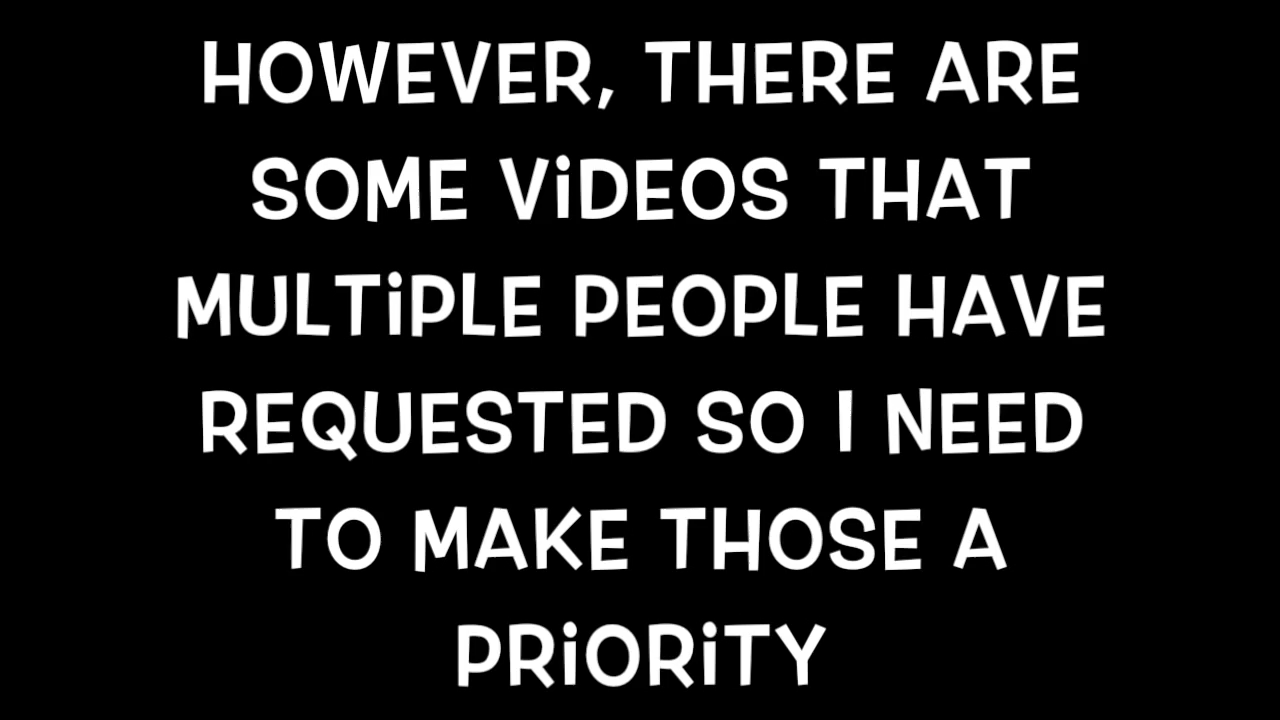 HOWEVER, THERE ARE
SOME ViDEOS THAT
MULTiPLE PEOPLE HAVE
REQUESTED SO I NEED
TO MAKE THOSE A
PRiORiTY